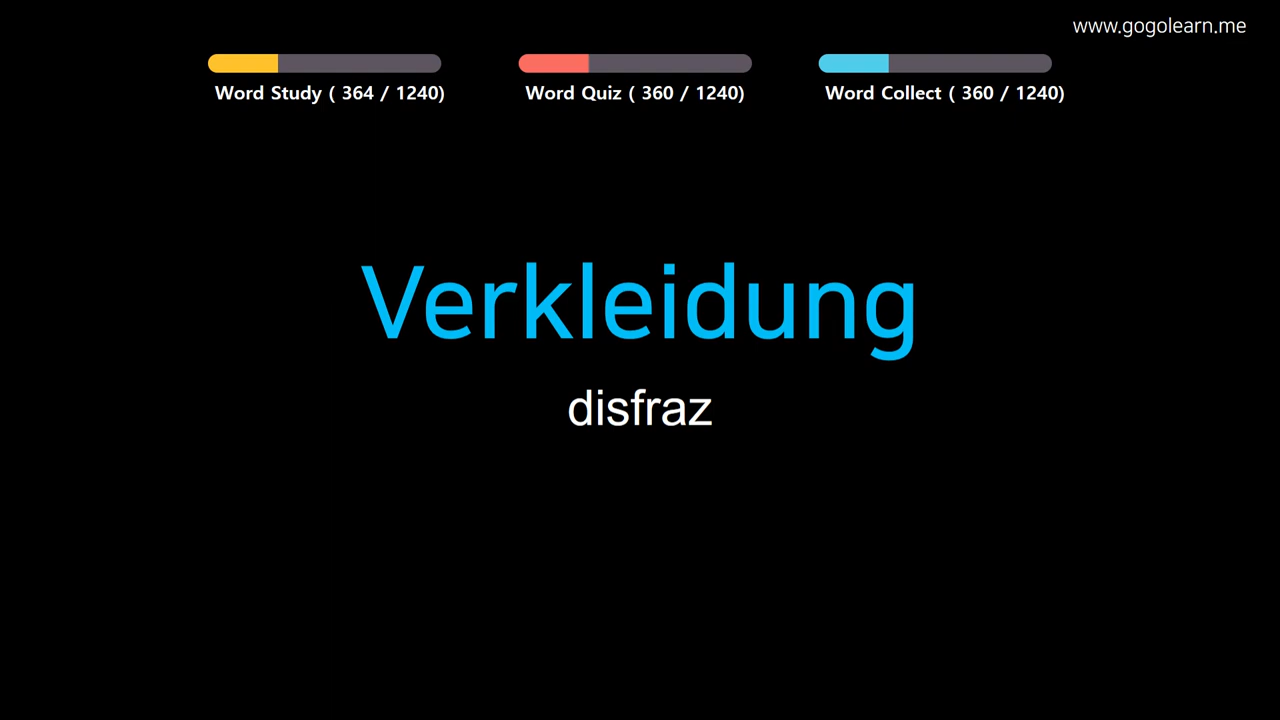 www.gogolearn.me
Word Study ( 364 / 1240)
Word Quiz ( 360 / 1240)
Word Collect ( 360 / 1240)
Verkleidung
disfraz